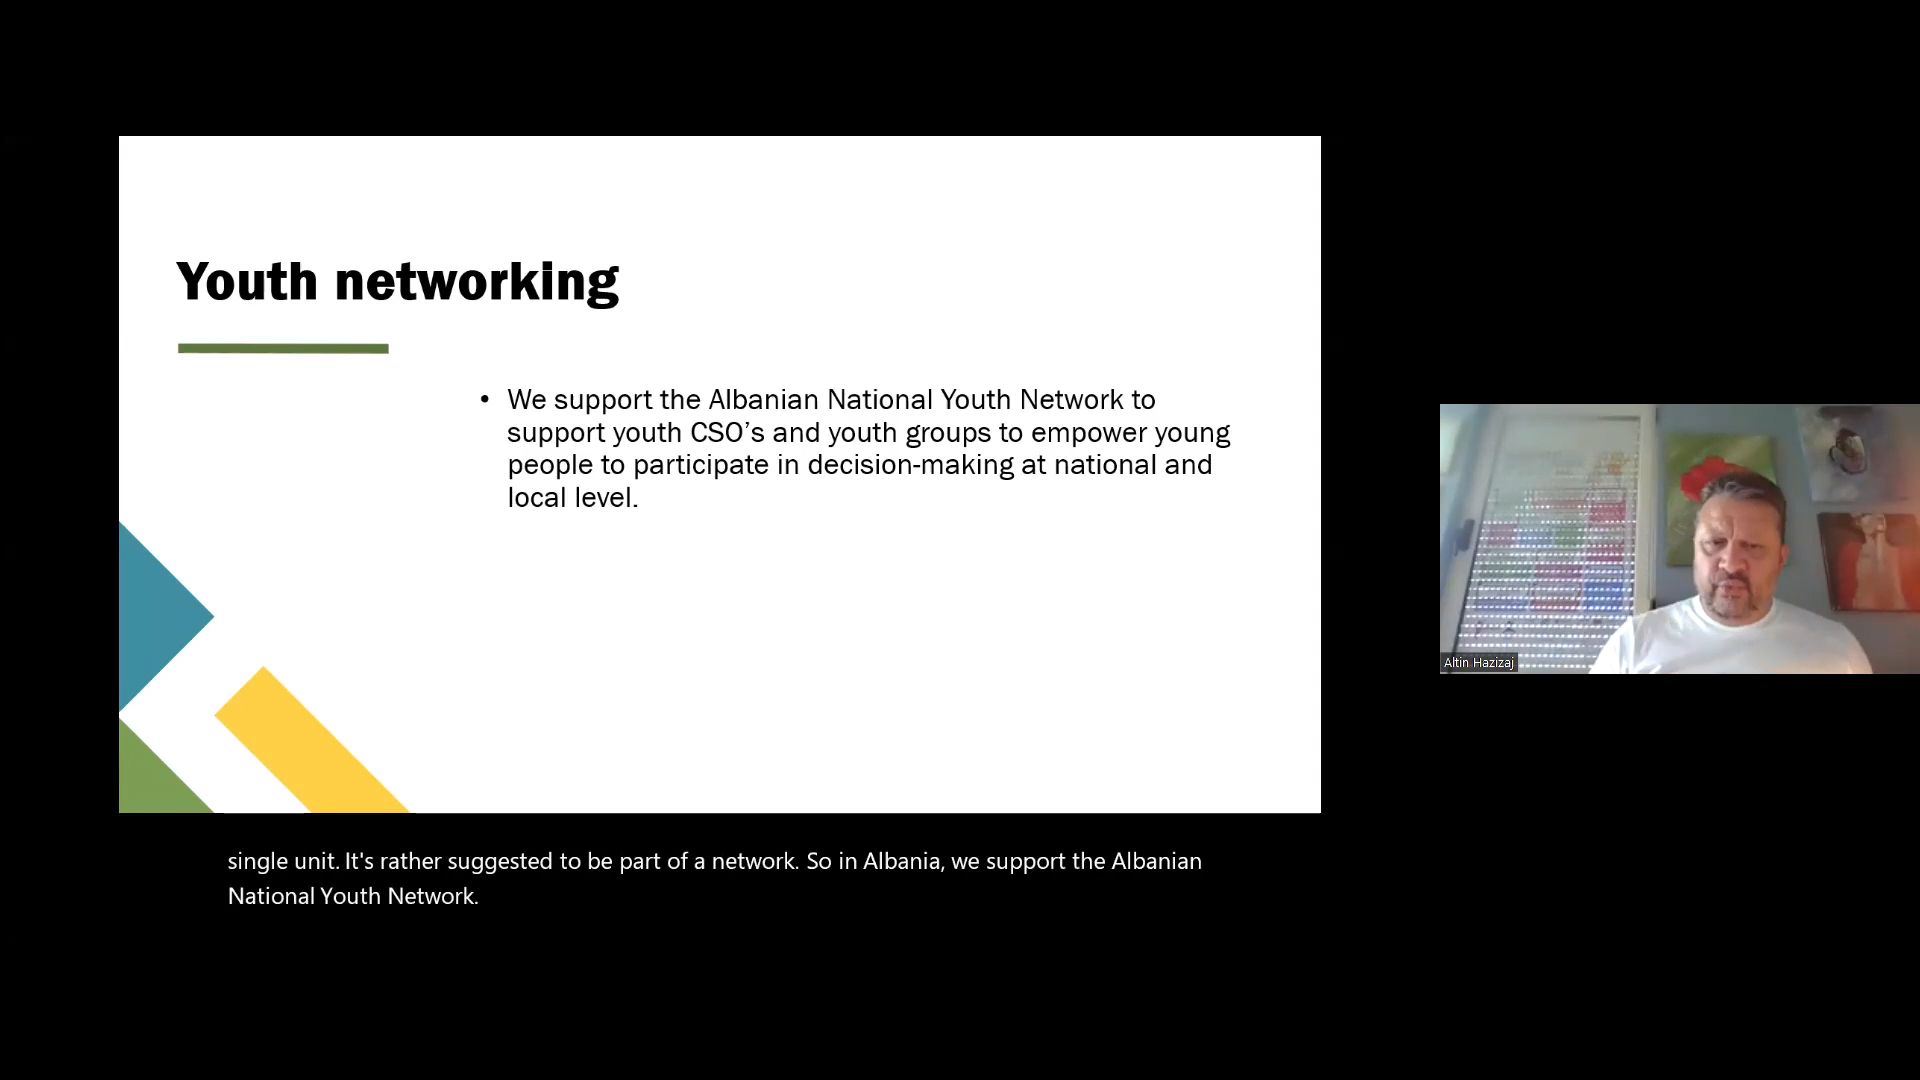 Youth networking
• We support the Albanian National Youth Network to
support youth CSO’s and youth groups to empower young
people to participate in decision-making at national and
local level.
Altin Hazizaj
single unit. It's rather suggested to be part of a network. So in Albania, we support the Albanian
National Youth Network.